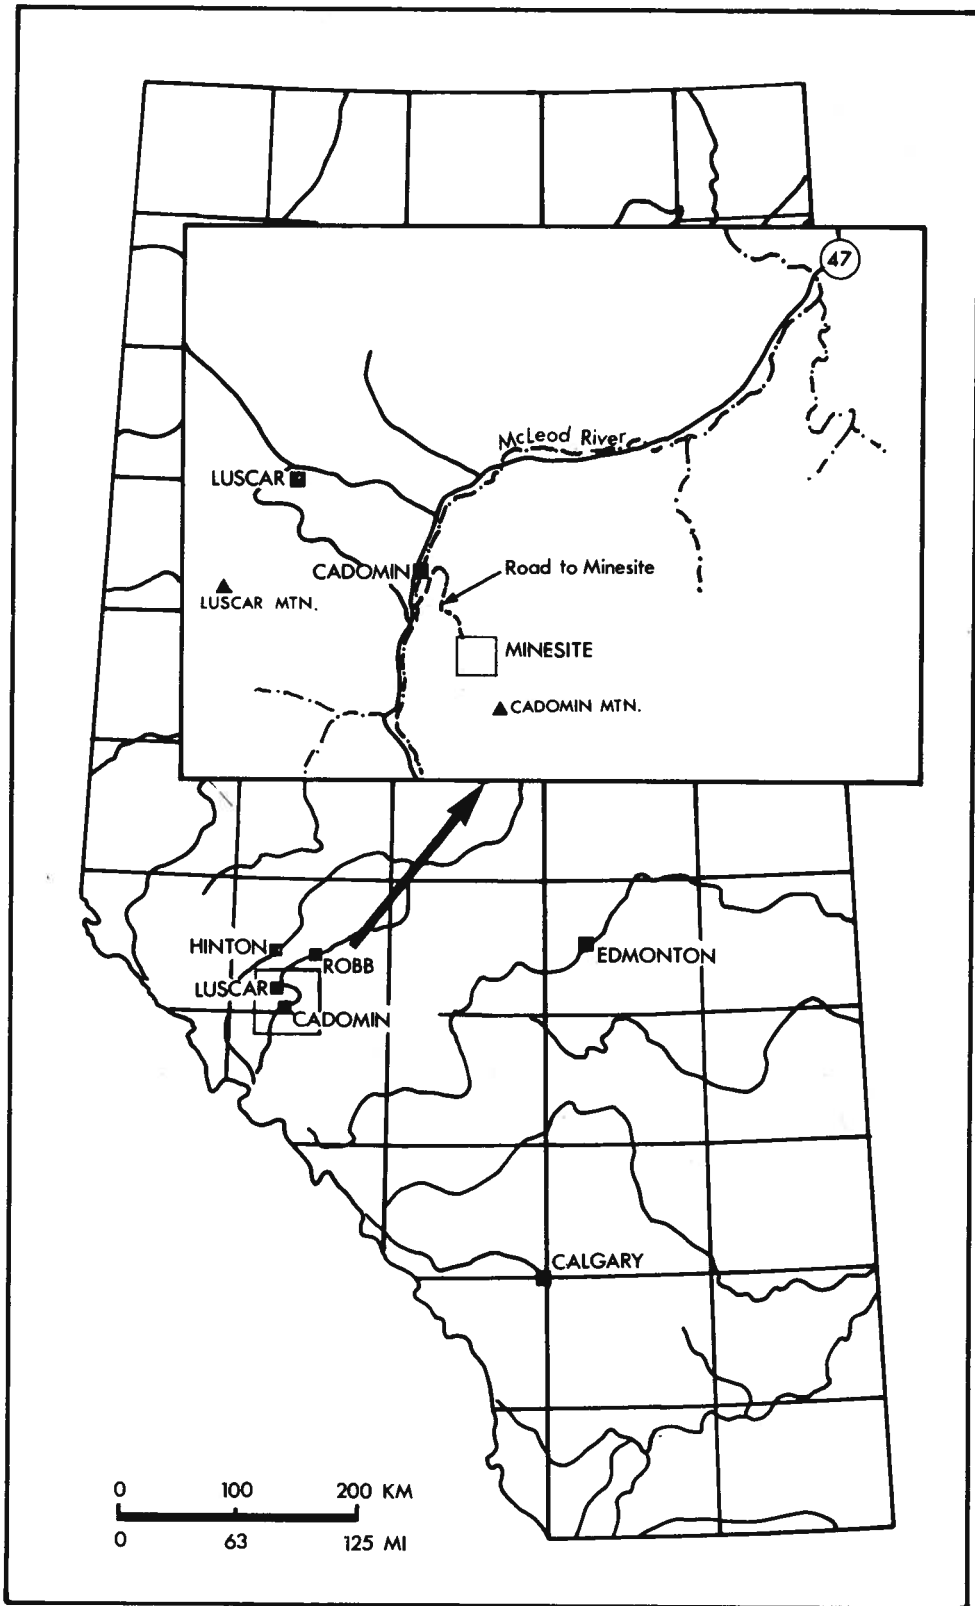 47
McLeod River
LUSCAR
CADOMIN
Road to Minesite
LUSCAR MTN.
MINESITE
CADOMIN MTN.
HINTON
ROBB
EDMONTON
LUSCAR
CADOMIN
CALGARY
0 100 200 KM
0 63 125 MI